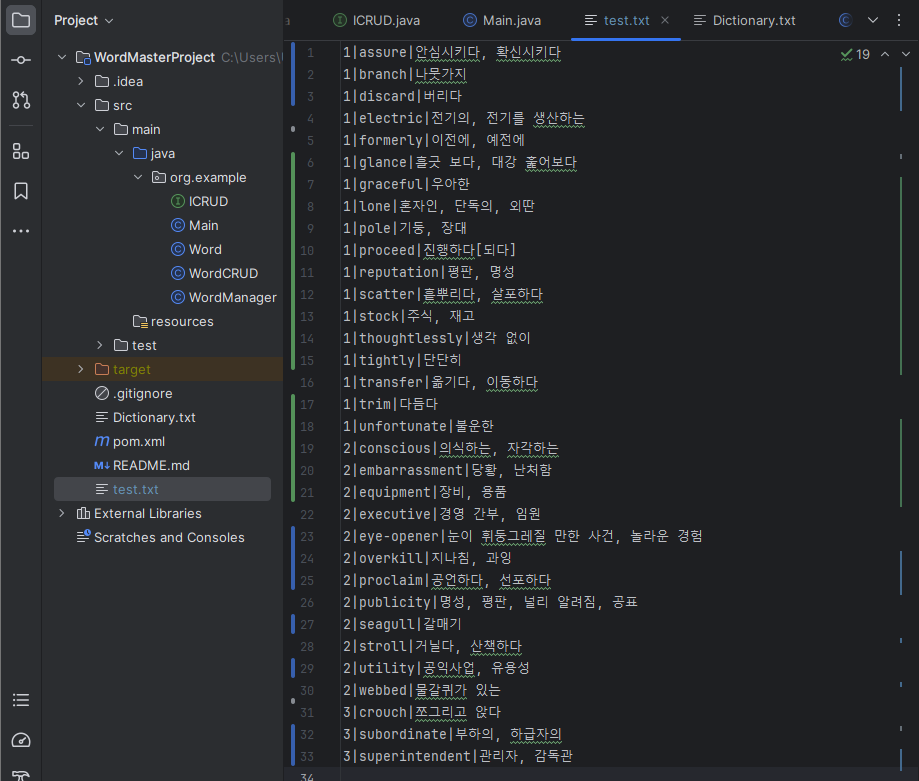 Project
ICRUD.java
Main.java
test.txt
Dictionary.txt
WordMasterProject C:\Users\
.idea
src
main
java
org.example
ICRUD
Main
Word
WordCRUD
WordManager
resources
test
target
.gitignore
Dictionary.txt
pom.xml
README.md
test.txt
External Libraries
Scratches and Consoles
19
1 1|assure|안심시키다, 확신시키다
2 1|branch|나뭇가지
3 1|discard|버리다
4 1|electric|전기의, 전기를 생산하는
5 1|formerly|이전에, 예전에
6 1|glance|흘긋 보다, 대강 훑어보다
7 1|graceful|우아한
8 1|lone|혼자인, 단독의, 외딴
9 1|pole|기둥, 장대
10 1|proceed|진행하다[되다]
11 1|reputation|평판, 명성
12 1|scatter|흩뿌리다, 살포하다
13 1|stock|주식, 재고
14 1|thoughtlessly|생각 없이
15 1|tightly|단단히
16 1|transfer|옮기다, 이동하다
17 1|trim|다듬다
18 1|unfortunate|불운한
19 2|conscious|의식하는, 자각하는
20 2|embarrassment|당황, 난처함
21 2|equipment|장비, 용품
22 2|executive|경영 간부, 임원
23 2|eye-opener|눈이 휘둥그레질 만한 사건, 놀라운 경험
24 2|overkill|지나침, 과잉
25 2|proclaim|공언하다, 선포하다
26 2|publicity|명성, 평판, 널리 알려짐, 공표
27 2|seagull|갈매기
28 2|stroll|거닐다, 산책하다
29 2|utility|공익사업, 유용성
30 2|webbed|물갈퀴가 있는
31 3|crouch|쪼그리고 앉다
32 3|subordinate|부하의, 하급자의
33 3|superintendent|관리자, 감독관
34